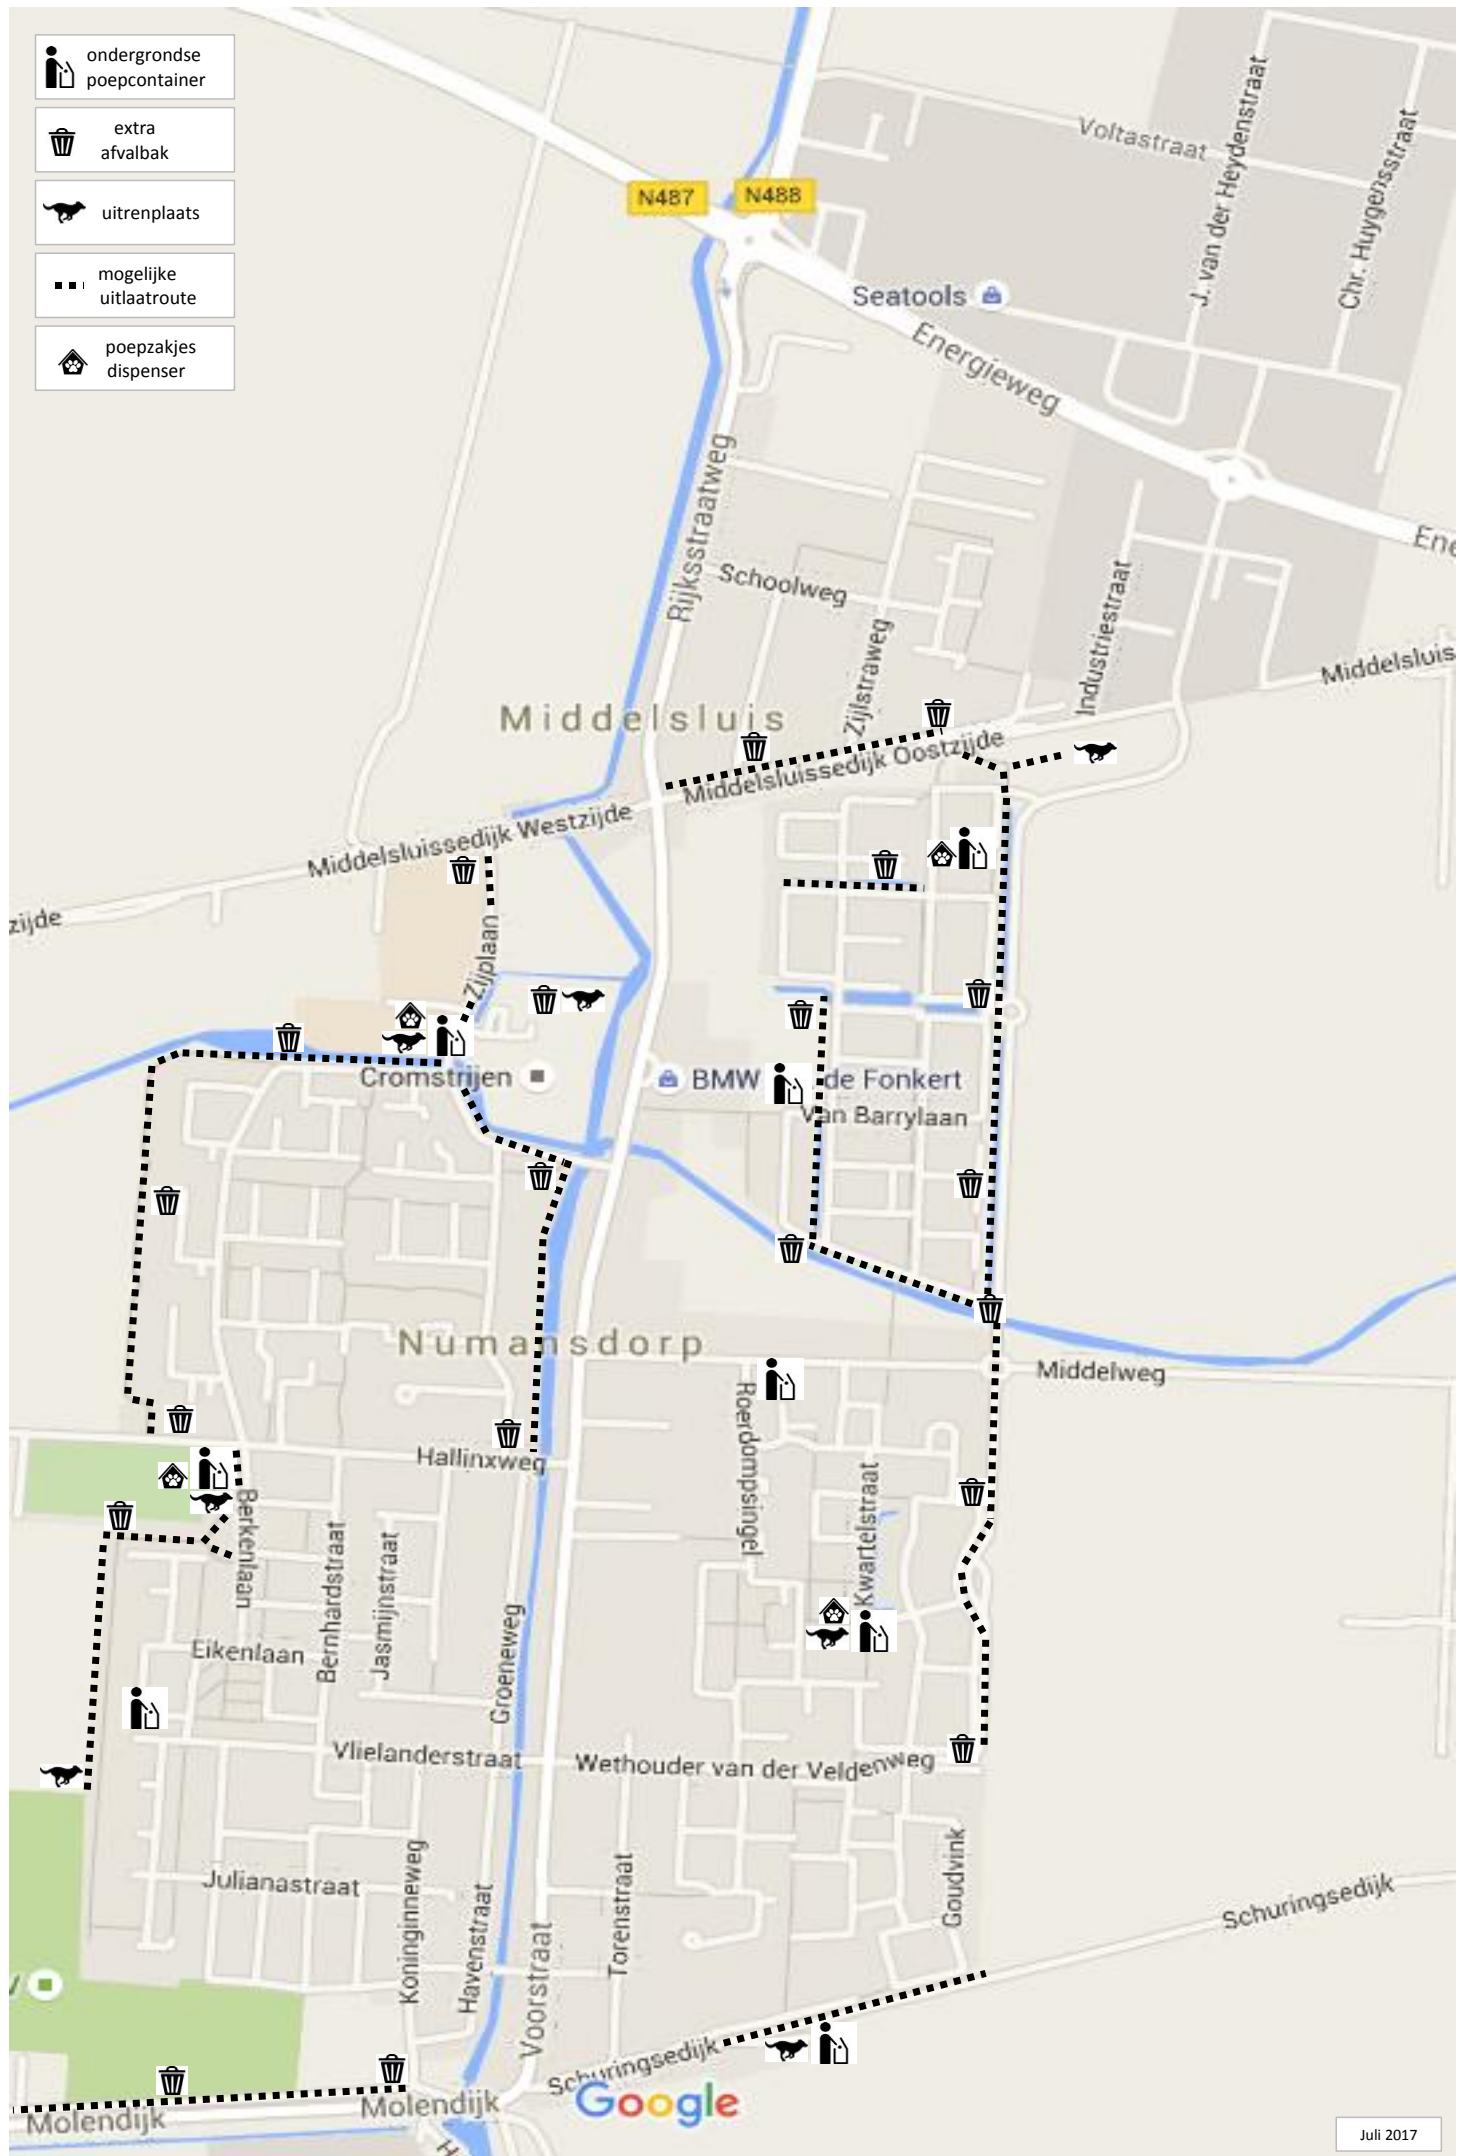 ondergrondse
poepcontainer
extra
afvalbak
uitrenplaats
mogelijke
uitlaatroute
poepzakjes
dispenser
Voltastraat
J. van der Heydenstraat
Chr. Huygensstraat
N487
N488
Seatools
Energieweg
Rijksstraatweg
Ene
Schoolweg
Industriestraat
Zijlstraweg
Middelsluis
Middelsluis
Middelsluissedijk Oostzijde
Middelsluissedijk Westzijde
zijde
Zijplaan
Cromstrijen
BMW
de Fonkert
Van Barrylaan
Numansdorp
Middelweg
Roerdompsingel
Hallinxweg
Kwartelstraat
Berkenlaan
Bernhardstraat
Jasmijnstraat
Groeneweg
Eikenlaan
Vlielanderstraat
Wethouder van der Veldenweg
Goudvink
Julianastraat
Koninginneweg
Havenstraat
Torenstraat
Voorstraat
Schuringsedijk
Schuringsedijk
Google
Molendijk
Molendijk
H
Juli 2017